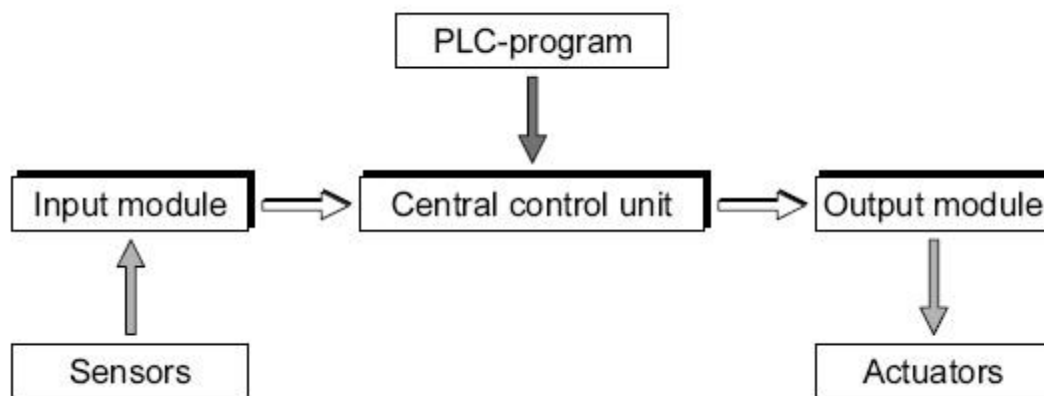 PLC-program
Input module
Central control unit
Output module
Sensors
Actuators